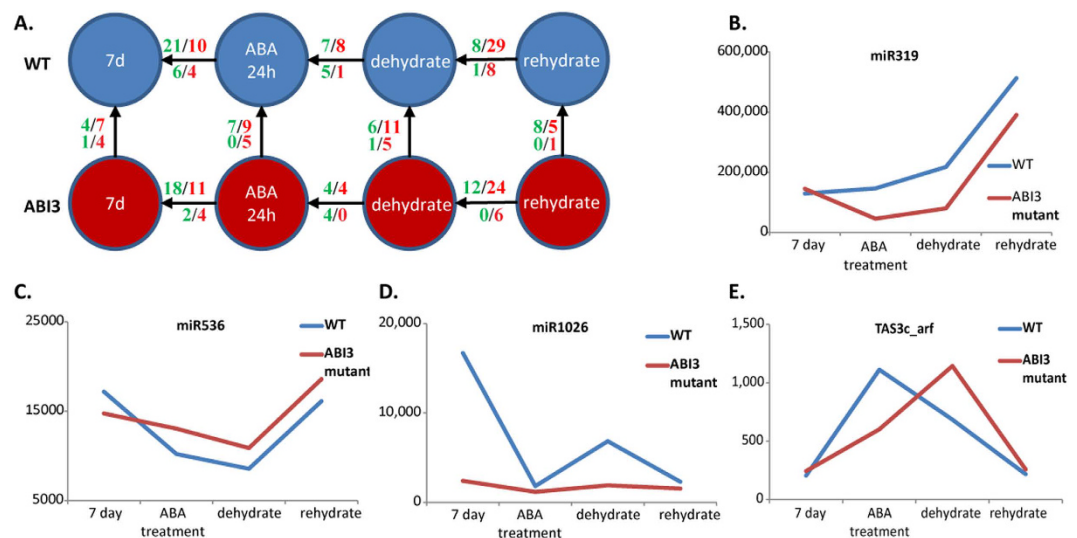 A.
WT
7d
21/10
6/4
ABA
24h
7/8
5/1
dehydrate
8/29
1/8
rehydrate
4/7
1/4
7/9
0/5
6/11
1/5
8/5
0/1
ABI3
7d
18/11
2/4
ABA
24h
4/4
4/0
dehydrate
12/24
0/6
rehydrate
B.
miR319
600,000
400,000
200,000
0
WT
ABI3
mutant
7 day
ABA
treatment
dehydrate
rehydrate
C.
miR536
25000
15000
5000
WT
ABI3
mutant
7 day
ABA
treatment
dehydrate
rehydrate
D.
miR1026
20,000
10,000
0
WT
ABI3
mutant
7 day
ABA
treatment
dehydrate
rehydrate
E.
TAS3c_arf
1,500
1,000
500
0
WT
ABI3
mutant
7 day
ABA
treatment
dehydrate
rehydrate